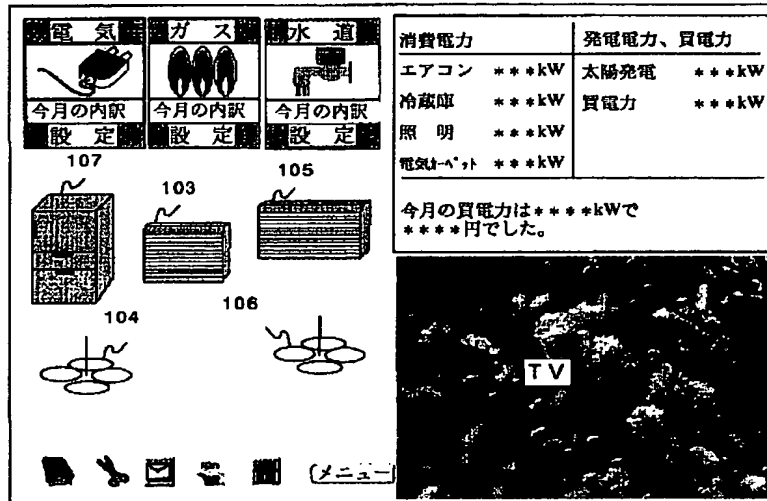 電 気
ガ ス
水 道
今月の内訳
今月の内訳
今月の内訳
設 定
設 定
設 定
107
103
105
104
106
(メニュー
消費電力
発電電力、買電力
エアコン ***kW
太陽発電 ***kW
冷蔵庫 ***kW
買電力 ***kW
照 明 ***kW
電気カーペット ***kW
今月の買電力は****kWで
****円でした。
TV